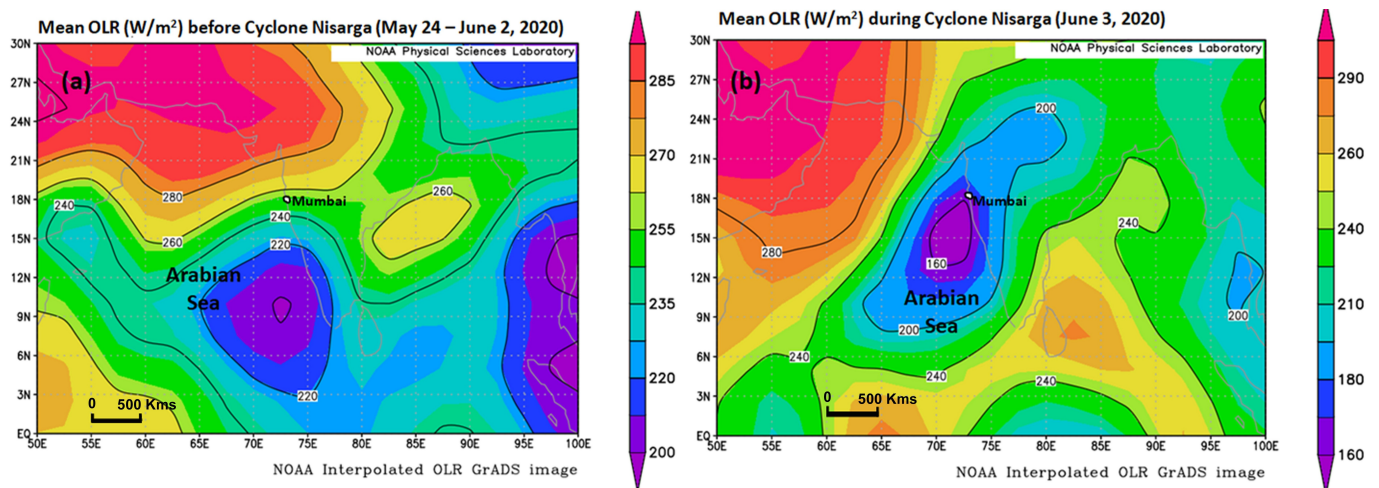 Mean OLR (W/m²) before Cyclone Nisarga (May 24 – June 2, 2020)
NOAA Physical Sciences Laboratory
(a)
30N
27N
24N
21N
18N
15N
12N
9N
6N
3N
EQ
280
260
240
260
240
220
220
Mumbai
Arabian
Sea
0 500 Kms
50E 55E 60E 65E 70E 75E 80E 85E 90E 95E 100E
NOAA Interpolated OLR GrADS image
285
270
255
235
220
200
Mean OLR (W/m²) during Cyclone Nisarga (June 3, 2020)
NOAA Physical Sciences Laboratory
(b)
30N
27N
24N
21N
18N
15N
12N
9N
6N
3N
EQ
200
Mumbai
240
280
160
Arabian
Sea
200
200
240
240
240
0 500 Kms
50E 55E 60E 65E 70E 75E 80E 85E 90E 95E 100E
NOAA Interpolated OLR GrADS image
290
260
240
210
180
160